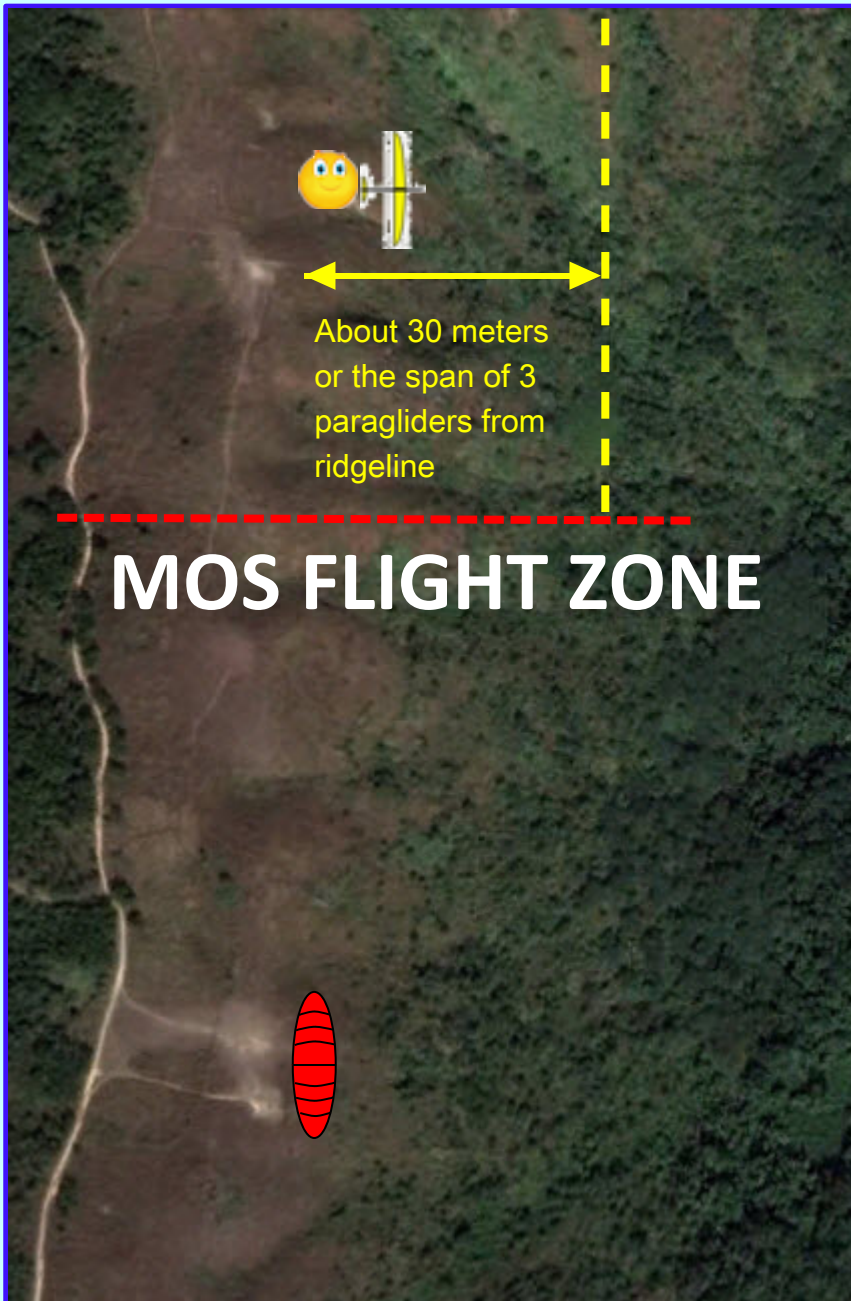 About 30 meters
or the span of 3
paragliders from
ridgeline
MOS FLIGHT ZONE